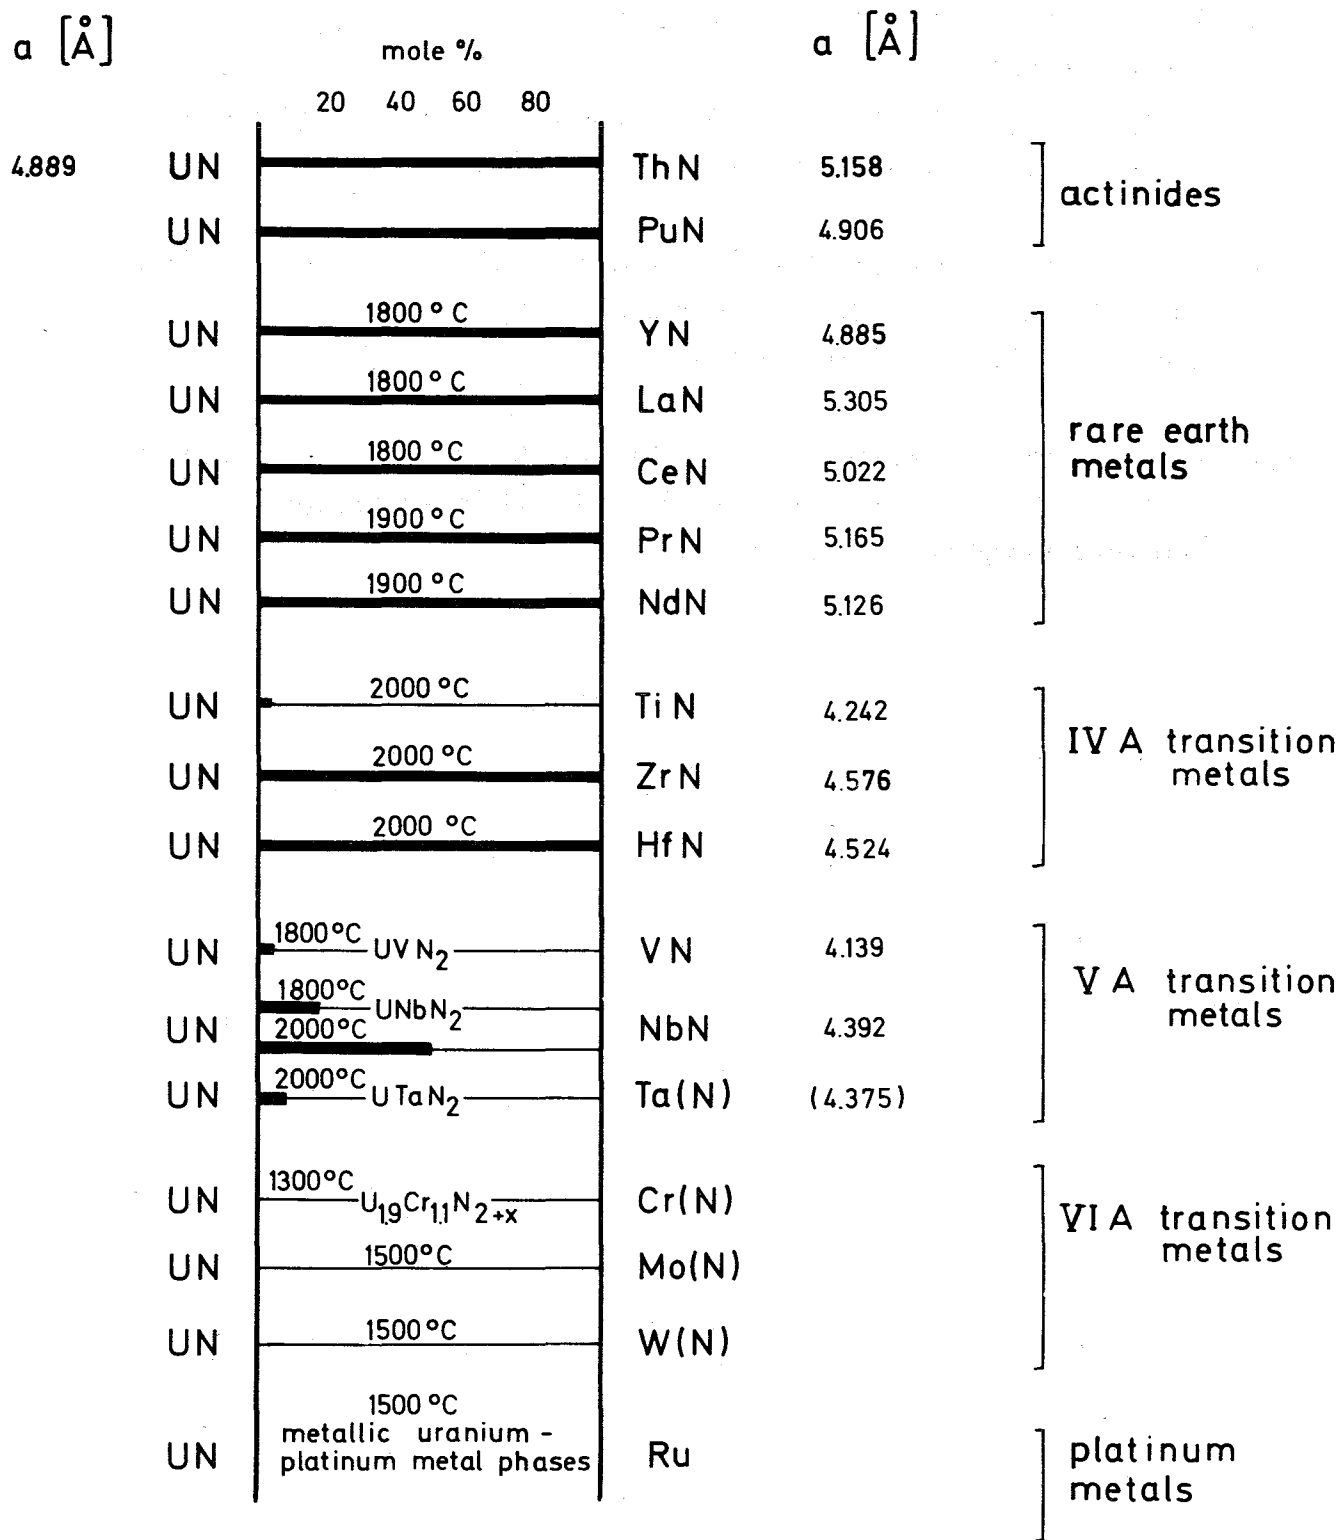 a [Å] mole % a [Å]
20 40 60 80
4.889 UN ThN 5.158
actinides
UN PuN 4.906
1800 °C
UN YN 4.885
1800 °C
UN LaN 5.305
rare earth
metals
1800 °C
UN CeN 5.022
1900 °C
UN PrN 5.165
1900 °C
UN NdN 5.126
2000 °C
UN TiN 4.242
IV A transition
metals
2000 °C
UN ZrN 4.576
2000 °C
UN HfN 4.524
1800°C
UN UVN2 VN 4.139
V A transition
metals
1800°C
UNbN2
UN NbN 4.392
2000°C
2000°C
UN UTaN2 Ta(N) (4.375)
1300°C
UN U1.9Cr1.1N2+x Cr(N)
VIA transition
metals
1500°C
UN Mo(N)
1500°C
UN W(N)
1500 °C
metallic uranium -
platinum metal phases
UN Ru
platinum
metals